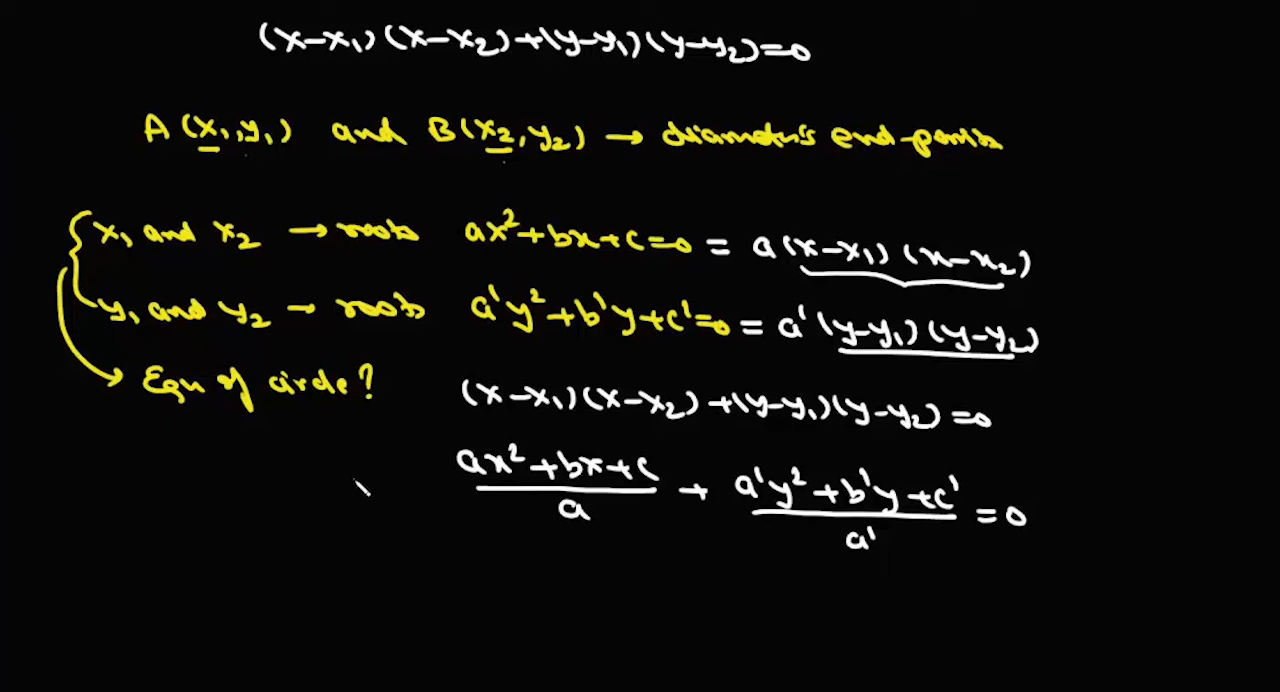 (x-x₁)(x-x₂)+(y-y₁)(y-y₂)=0
A(x₁,y₁) and B(x₂,y₂) → diameter's end-points
x₁ and x₂ → roots ax²+bx+c=0 = a(x-x₁)(x-x₂)
y₁ and y₂ → roots a'y²+b'y+c'=0 = a'(y-y₁)(y-y₂)
→ Eqn of circle? (x-x₁)(x-x₂)+(y-y₁)(y-y₂)=0
(ax²+bx+c)/a + (a'y²+b'y+c')/a' = 0